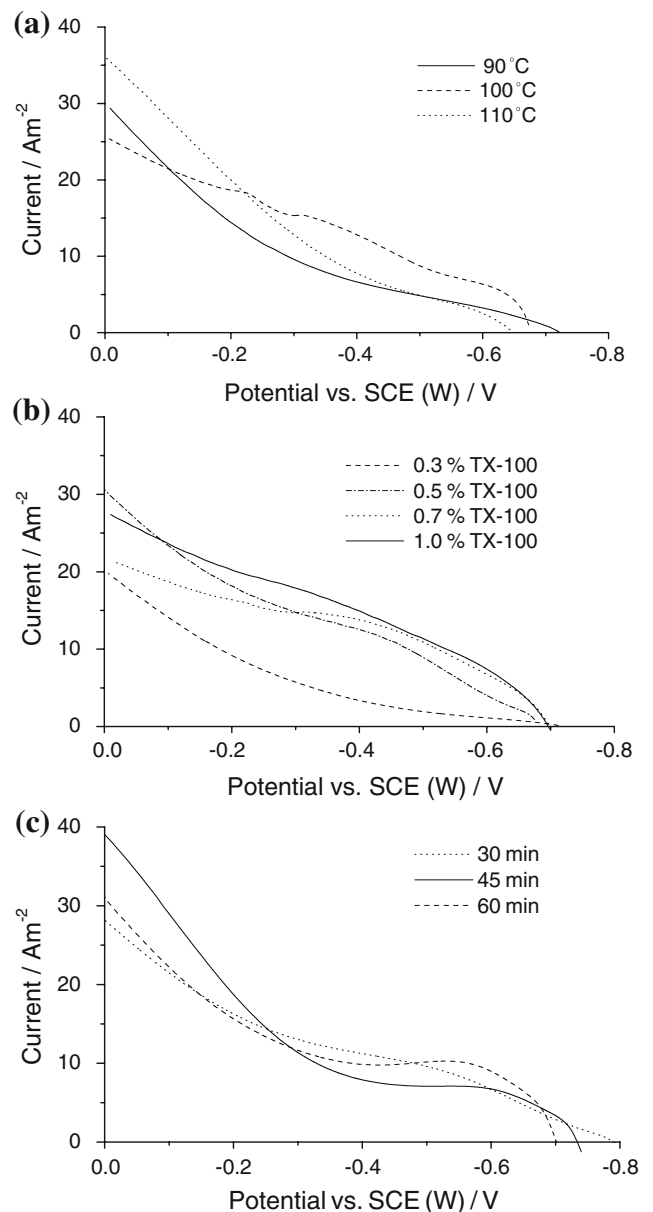 (a)
40
30
20
10
0
Current / Am⁻²
90°C
100°C
110°C
0.0 -0.2 -0.4 -0.6 -0.8
Potential vs. SCE (W) / V
(b)
40
30
20
10
0
Current / Am⁻²
0.3 % TX-100
0.5 % TX-100
0.7 % TX-100
1.0 % TX-100
0.0 -0.2 -0.4 -0.6 -0.8
Potential vs. SCE (W) / V
(c)
40
30
20
10
0
Current / Am⁻²
30 min
45 min
60 min
0.0 -0.2 -0.4 -0.6 -0.8
Potential vs. SCE (W) / V